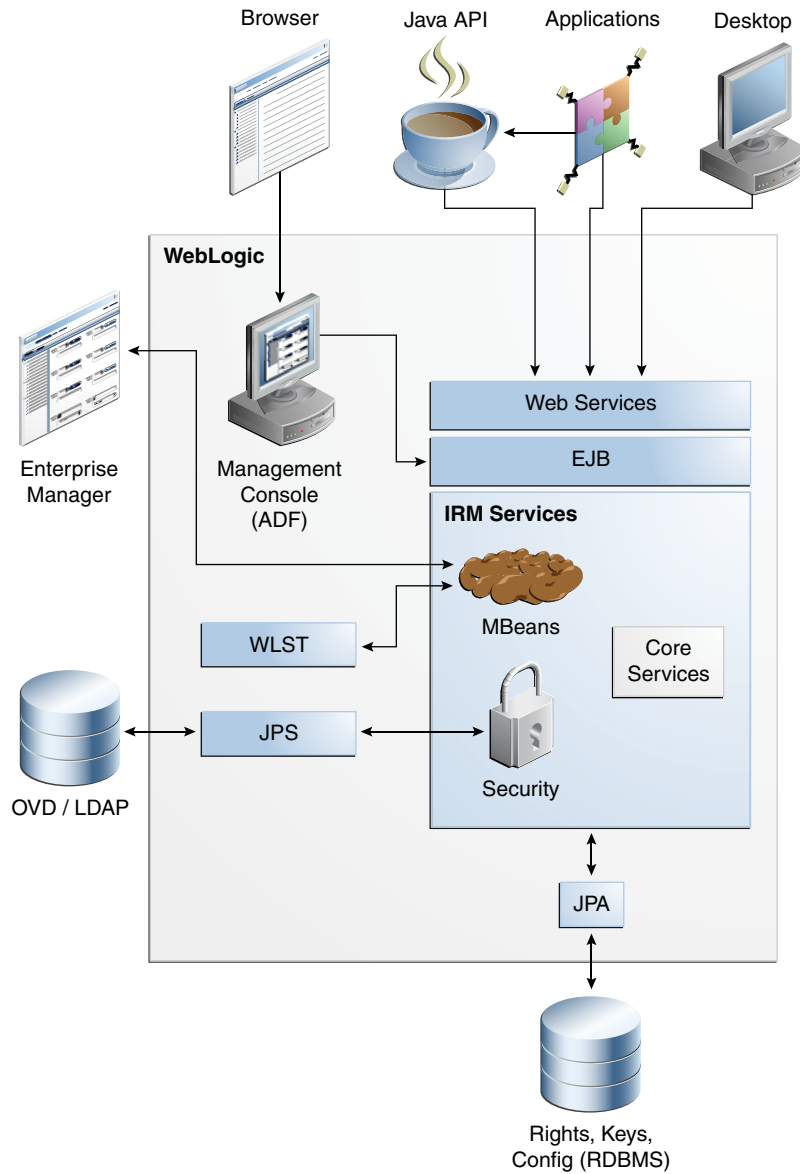 Browser
Java API
Applications
Desktop
WebLogic
Enterprise
Manager
Management
Console
(ADF)
Web Services
EJB
IRM Services
MBeans
WLST
Core
Services
JPS
Security
OVD / LDAP
JPA
Rights, Keys,
Config (RDBMS)